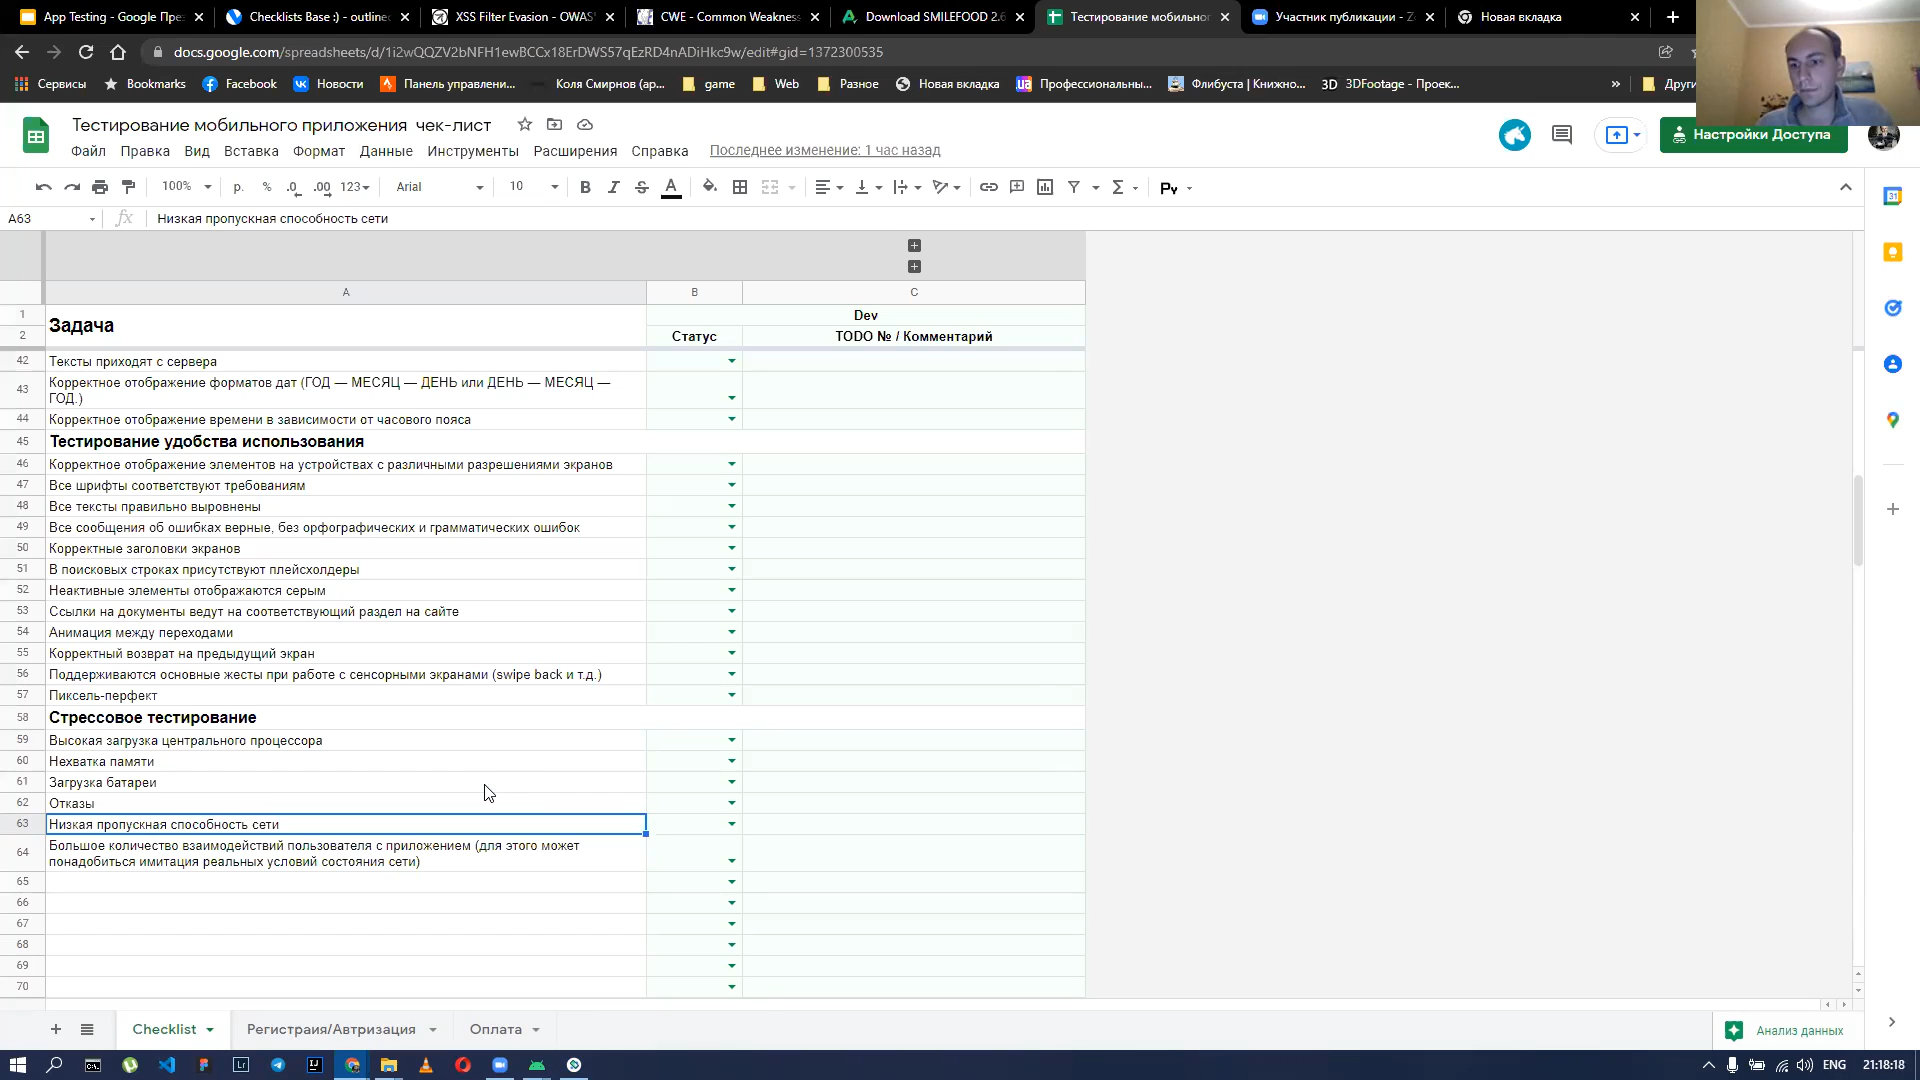 App Testing - Google Пре
Checklists Base :) - outline
XSS Filter Evasion - OWAS
CWE - Common Weakness
Download SMILEFOOD 2.6
Тестирование мобильног
Участник публикации - Zo
Новая вкладка
docs.google.com/spreadsheets/d/1i2wQQZV2bNFH1ewBCCx18ErDWS57qEzRD4nADiHkc9w/edit#gid=1372300535
Сервисы
Bookmarks
Facebook
Новости
Панель управлени...
Коля Смирнов (ар...
game
Web
Разное
Новая вкладка
Профессиональны...
Флибуста | Книжно...
3D 3DFootage - Проек...
Други
Тестирование мобильного приложения чек-лист
Файл Правка Вид Вставка Формат Данные Инструменты Расширения Справка Последнее изменение: 1 час назад
Настройки Доступа
100% р. % .0 .00 123 Arial 10
A63 Низкая пропускная способность сети
A B C
1 Задача Dev
2 Статус TODO № / Комментарий
42 Тексты приходят с сервера
43 Корректное отображение форматов дат (ГОД — МЕСЯЦ — ДЕНЬ или ДЕНЬ — МЕСЯЦ —
ГОД.)
44 Корректное отображение времени в зависимости от часового пояса
45 Тестирование удобства использования
46 Корректное отображение элементов на устройствах с различными разрешениями экранов
47 Все шрифты соответствуют требованиям
48 Все тексты правильно выровнены
49 Все сообщения об ошибках верные, без орфографических и грамматических ошибок
50 Корректные заголовки экранов
51 В поисковых строках присутствуют плейсхолдеры
52 Неактивные элементы отображаются серым
53 Ссылки на документы ведут на соответствующий раздел на сайте
54 Анимация между переходами
55 Корректный возврат на предыдущий экран
56 Поддерживаются основные жесты при работе с сенсорными экранами (swipe back и т.д.)
57 Пиксель-перфект
58 Стрессовое тестирование
59 Высокая загрузка центрального процессора
60 Нехватка памяти
61 Загрузка батареи
62 Отказы
63 Низкая пропускная способность сети
64 Большое количество взаимодействий пользователя с приложением (для этого может
понадобиться имитация реальных условий состояния сети)
65
66
67
68
69
70
Checklist Регистраия/Автризация Оплата
Анализ данных
ENG 21:18:18